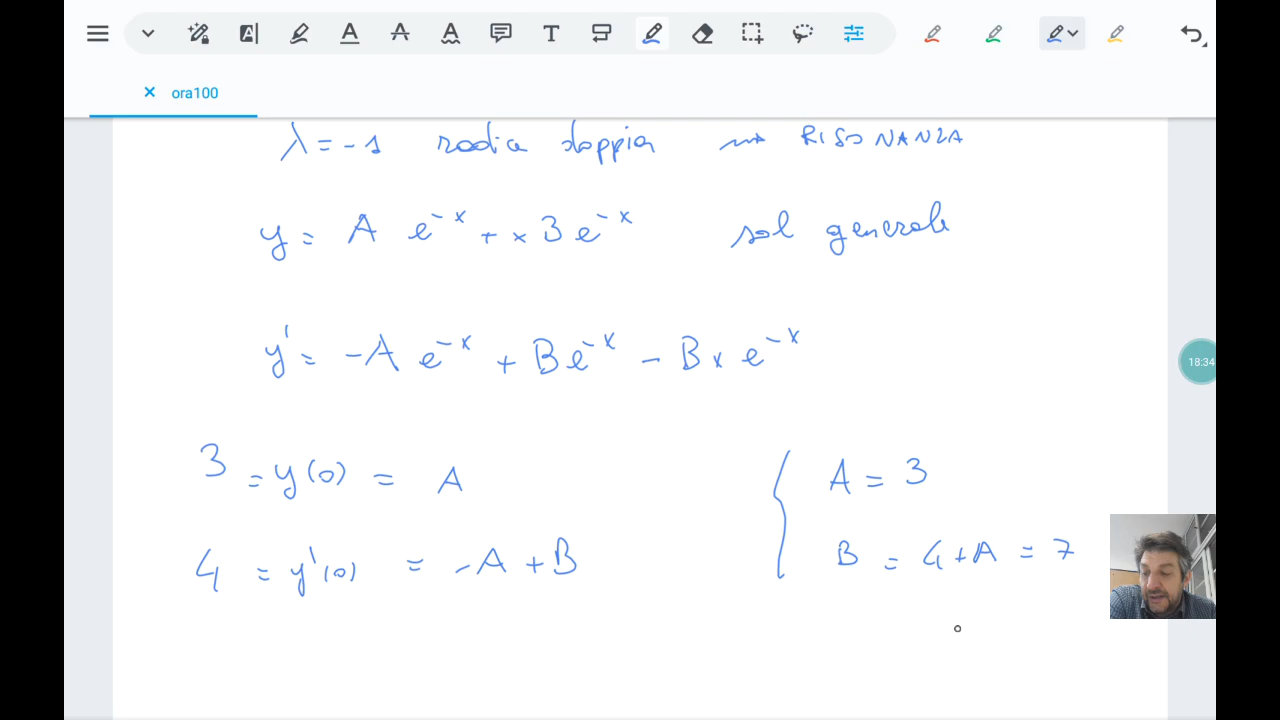 ora100
λ = -1 radice doppia ⇝ RISONANZA
y = A e^{-x} + x B e^{-x} sol generale
y' = -A e^{-x} + B e^{-x} - B x e^{-x}
3 = y(0) = A
A = 3
4 = y'(0) = -A + B
B = 4 + A = 7
18:34